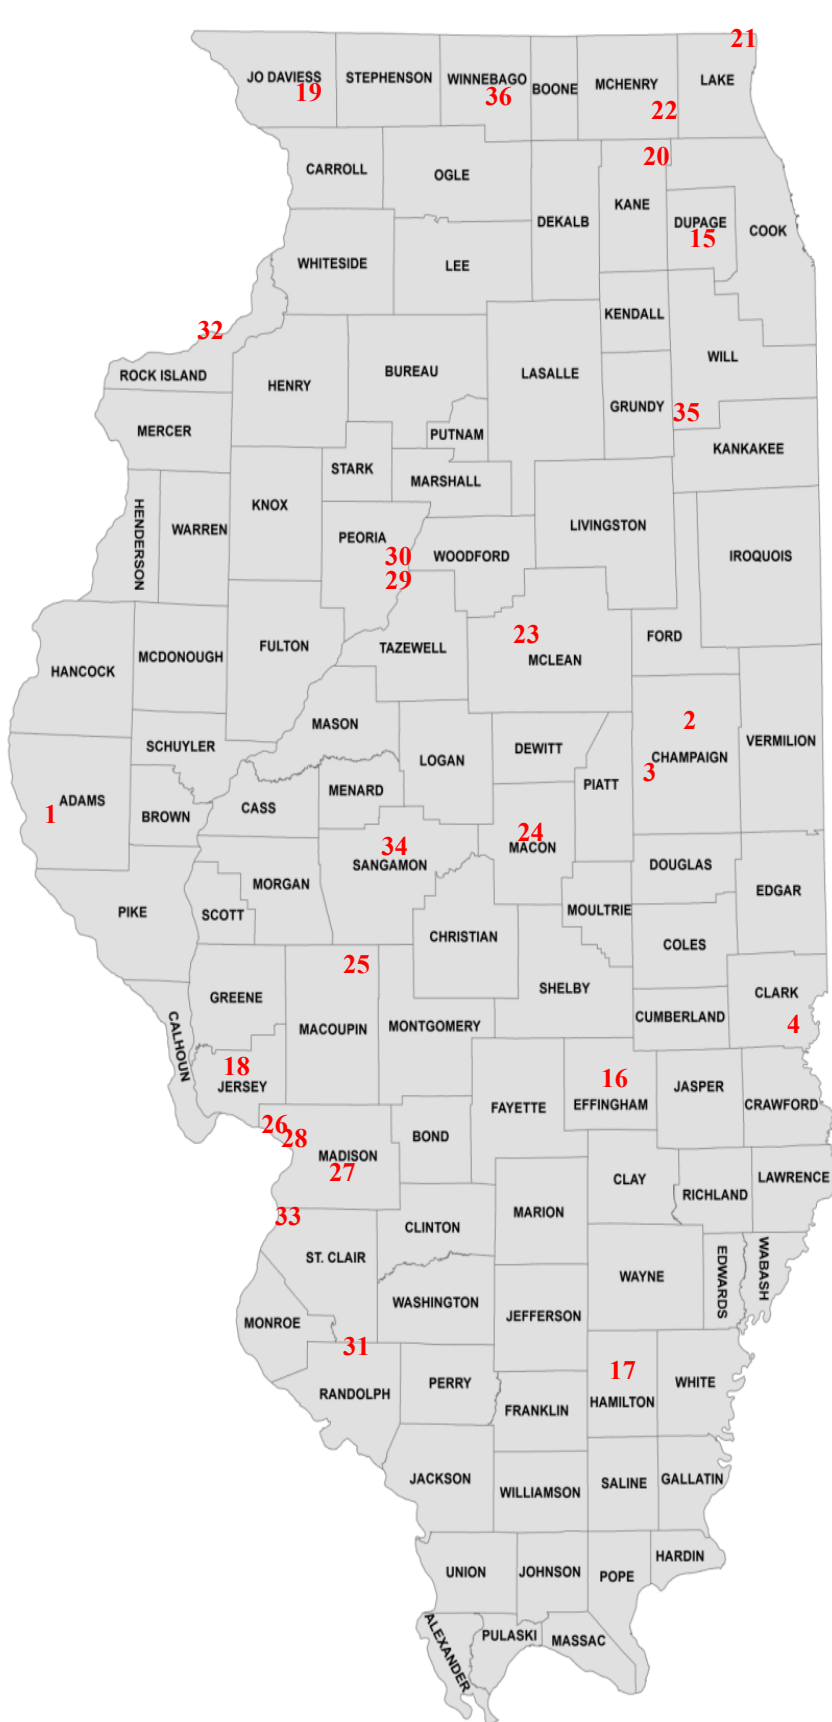 21
JO DAVIESS
STEPHENSON
WINNEBAGO
BOONE
MCHENRY
LAKE
19
36
22
CARROLL
OGLE
20
DEKALB
KANE
DUPAGE
15
COOK
WHITESIDE
LEE
32
KENDALL
ROCK ISLAND
HENRY
BUREAU
LASALLE
WILL
GRUNDY
35
MERCER
PUTNAM
KANKAKEE
STARK
MARSHALL
HENDERSON
WARREN
KNOX
PEORIA
30
29
WOODFORD
LIVINGSTON
IROQUOIS
HANCOCK
MCDONOUGH
FULTON
TAZEWELL
23
MCLEAN
FORD
MASON
2
SCHUYLER
LOGAN
DEWITT
3
CHAMPAIGN
VERMILION
1
ADAMS
BROWN
CASS
MENARD
PIATT
34
SANGAMON
24
MACON
DOUGLAS
EDGAR
PIKE
SCOTT
MORGAN
CHRISTIAN
MOULTRIE
COLES
25
GREENE
MACOUPIN
MONTGOMERY
SHELBY
CUMBERLAND
CLARK
4
CALHOUN
18
JERSEY
FAYETTE
16
EFFINGHAM
JASPER
CRAWFORD
26
28
MADISON
27
BOND
CLAY
RICHLAND
LAWRENCE
33
ST. CLAIR
CLINTON
MARION
WAYNE
EDWARDS
WABASH
MONROE
WASHINGTON
JEFFERSON
31
RANDOLPH
PERRY
FRANKLIN
17
HAMILTON
WHITE
JACKSON
WILLIAMSON
SALINE
GALLATIN
UNION
JOHNSON
POPE
HARDIN
ALEXANDER
PULASKI
MASSAC